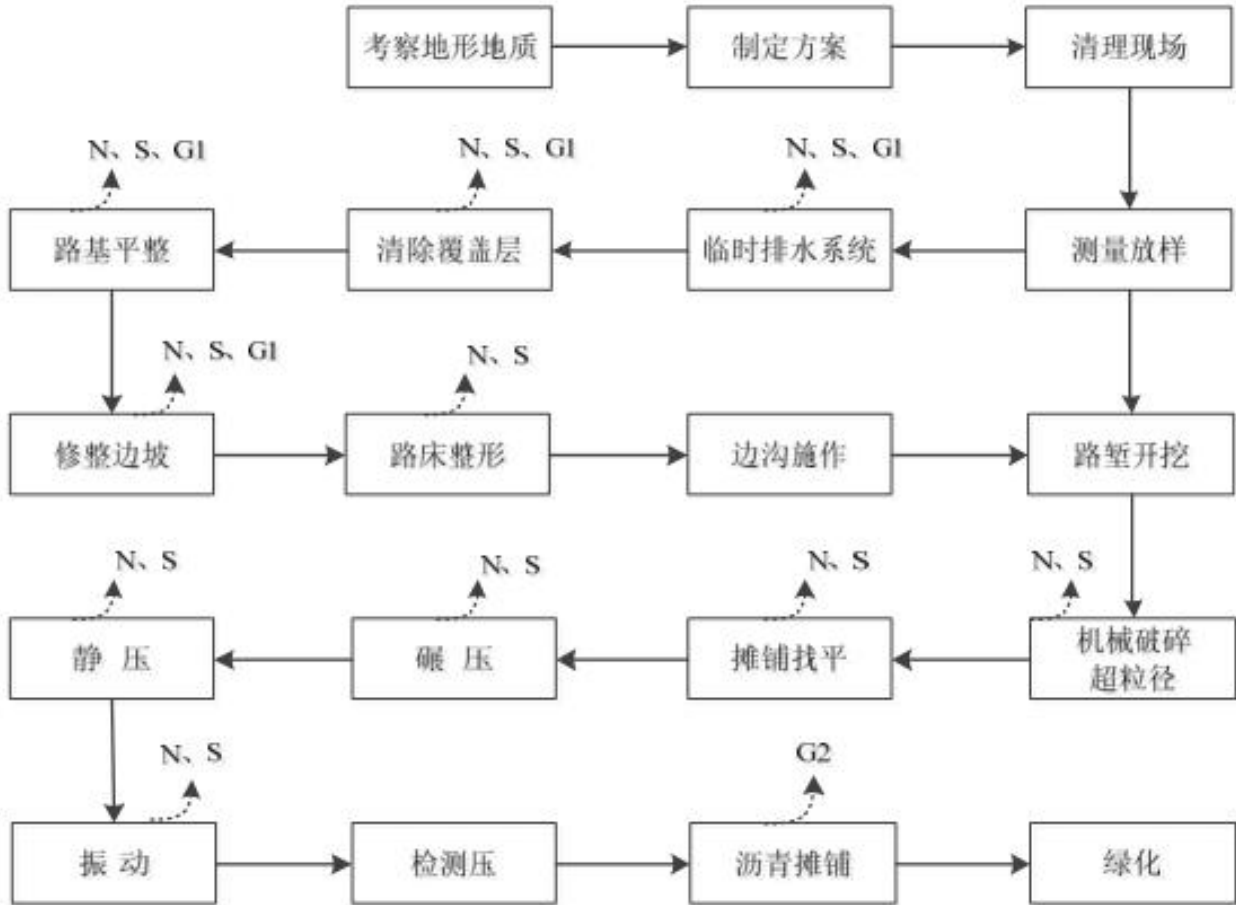 考察地形地质
制定方案
清理现场
N、S、G1
N、S、G1
N、S、G1
路基平整
清除覆盖层
临时排水系统
测量放样
N、S、G1
N、S
修整边坡
路床整形
边沟施作
路堑开挖
N、S
N、S
N、S
N、S
静 压
碾 压
摊铺找平
机械破碎
超粒径
N、S
G2
振 动
检测压
沥青摊铺
绿化